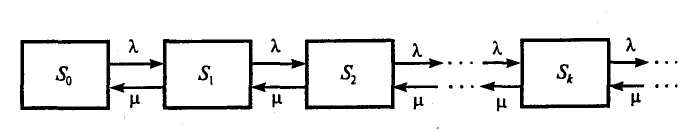 λ λ λ λ λ
S₀ S₁ S₂ ··· Sₖ ···
μ μ μ ··· μ μ ···